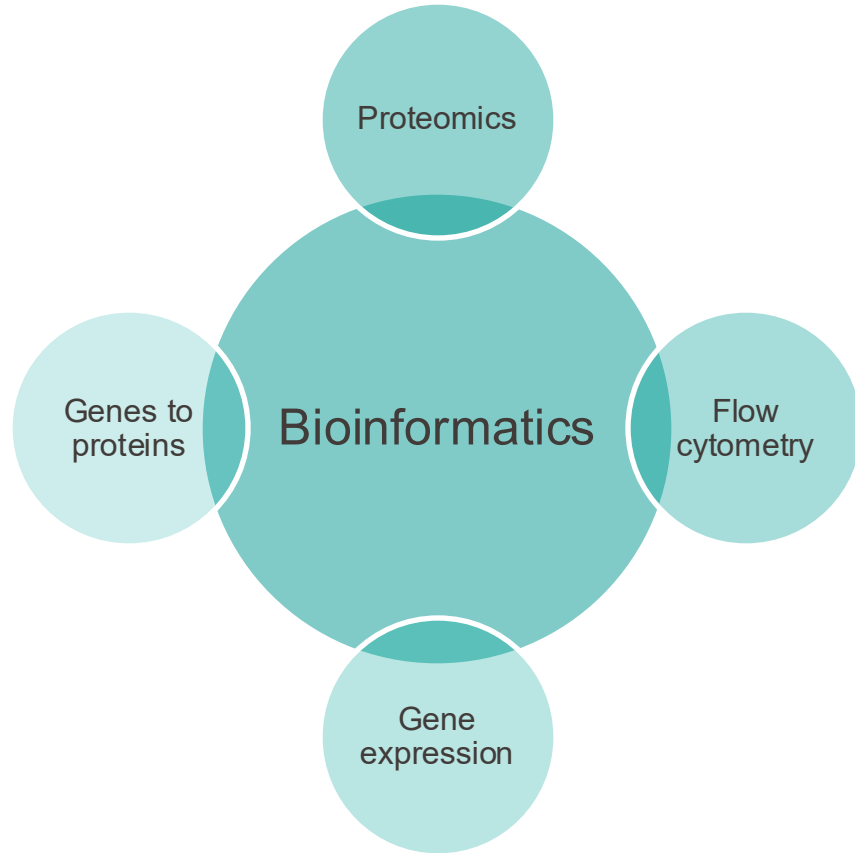 Proteomics
Genes to
proteins
Bioinformatics
Flow
cytometry
Gene
expression